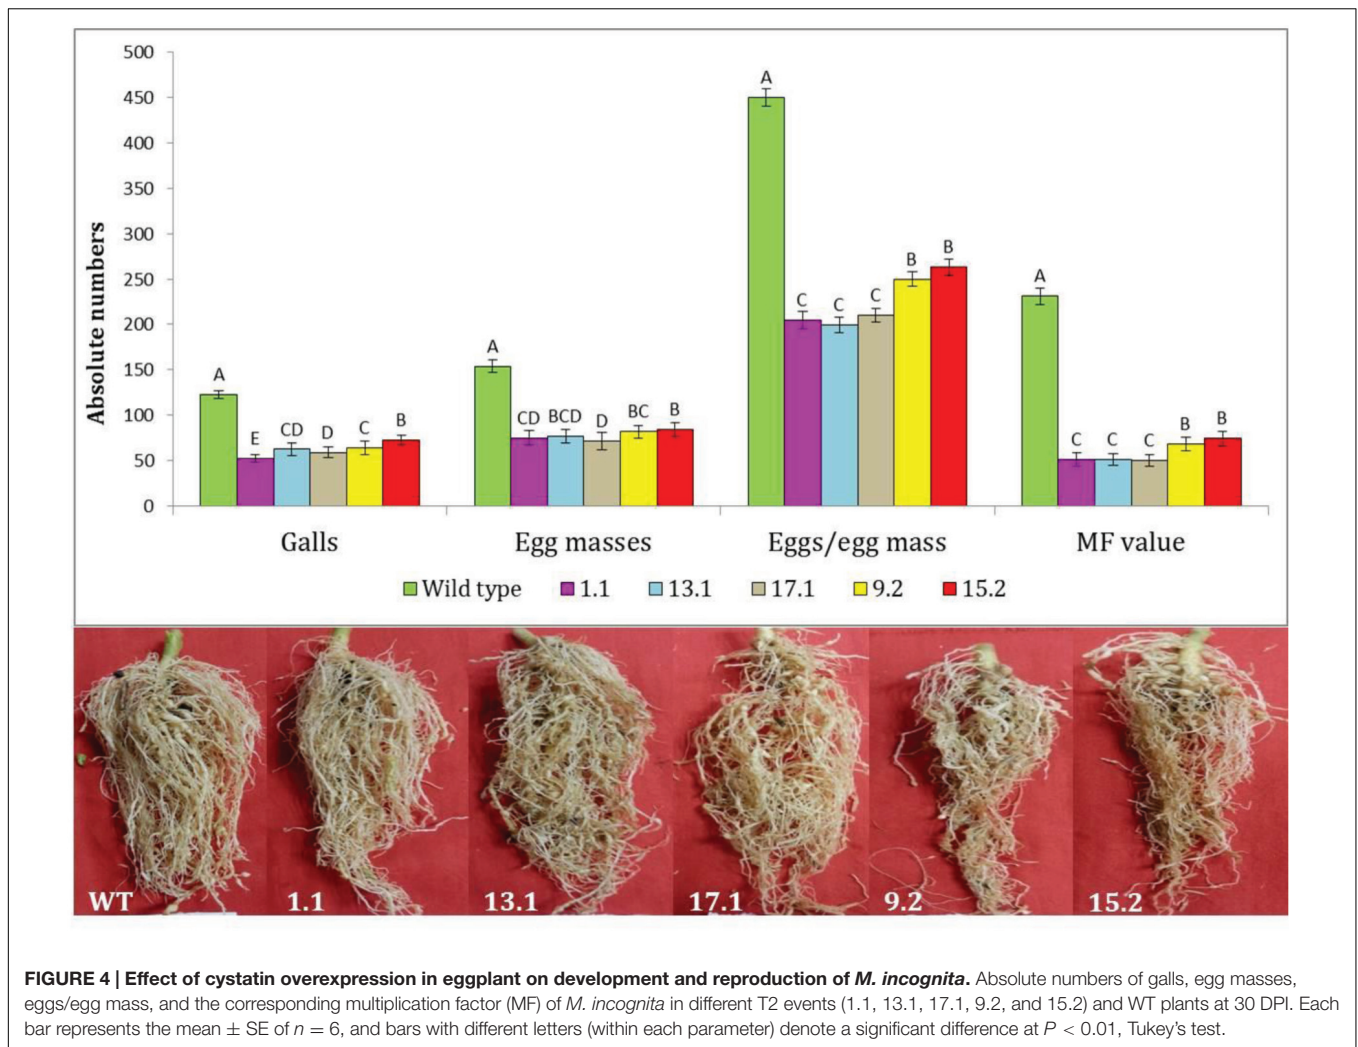 500
450
400
350
300
250
200
150
100
50
0
Absolute numbers
A
E
CD
D
C
B
A
CD
BCD
D
BC
B
A
C
C
C
B
B
A
C
C
C
B
B
Galls
Egg masses
Eggs/egg mass
MF value
Wild type 1.1 13.1 17.1 9.2 15.2
WT 1.1 13.1 17.1 9.2 15.2
FIGURE 4 | Effect of cystatin overexpression in eggplant on development and reproduction of M. incognita. Absolute numbers of galls, egg masses,
eggs/egg mass, and the corresponding multiplication factor (MF) of M. incognita in different T2 events (1.1, 13.1, 17.1, 9.2, and 15.2) and WT plants at 30 DPI. Each
bar represents the mean ± SE of n = 6, and bars with different letters (within each parameter) denote a significant difference at P < 0.01, Tukey's test.